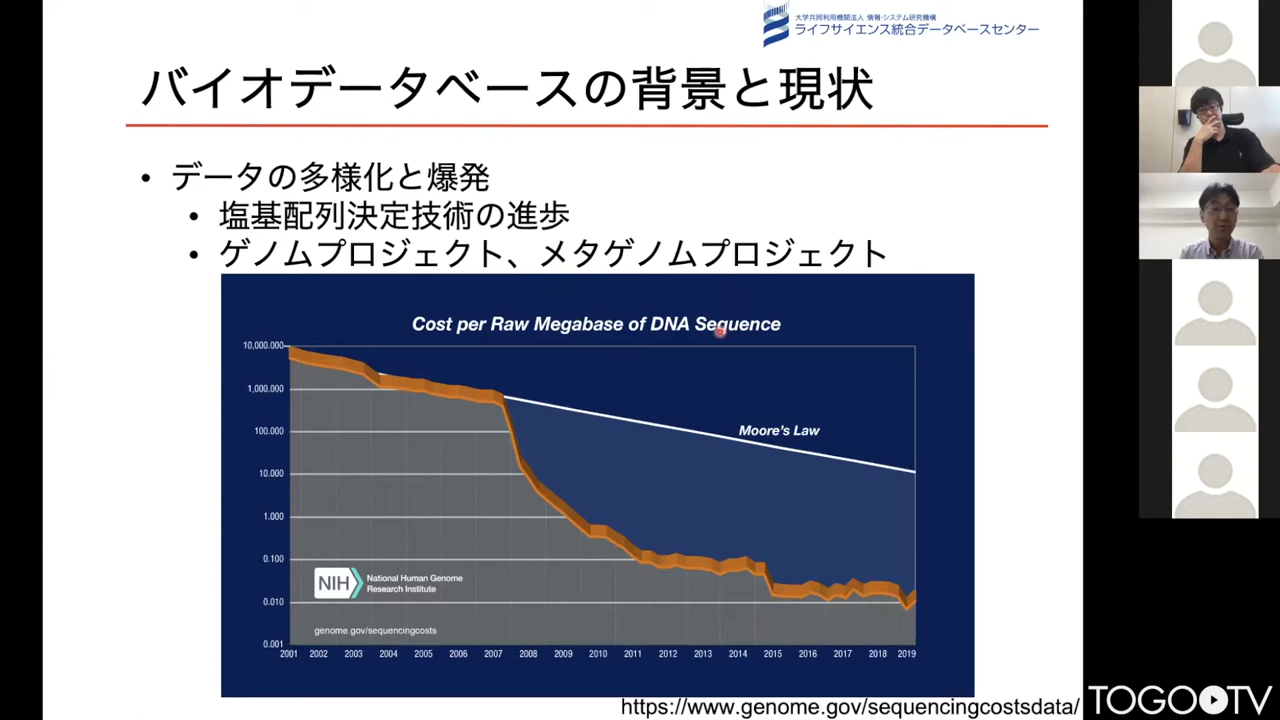 大学共同利用機関法人 情報・システム研究機構
ライフサイエンス統合データベースセンター
バイオデータベースの背景と現状
• データの多様化と爆発
• 塩基配列決定技術の進歩
• ゲノムプロジェクト、メタゲノムプロジェクト
Cost per Raw Megabase of DNA Sequence
10,000.000
1,000.000
100.000
10.000
1.000
0.100
0.010
0.001
Moore's Law
NIH
National Human Genome
Research Institute
genome.gov/sequencingcosts
2001 2002 2003 2004 2005 2006 2007 2008 2009 2010 2011 2012 2013 2014 2015 2016 2017 2018 2019
https://www.genome.gov/sequencingcostsdata/
TOGOTV